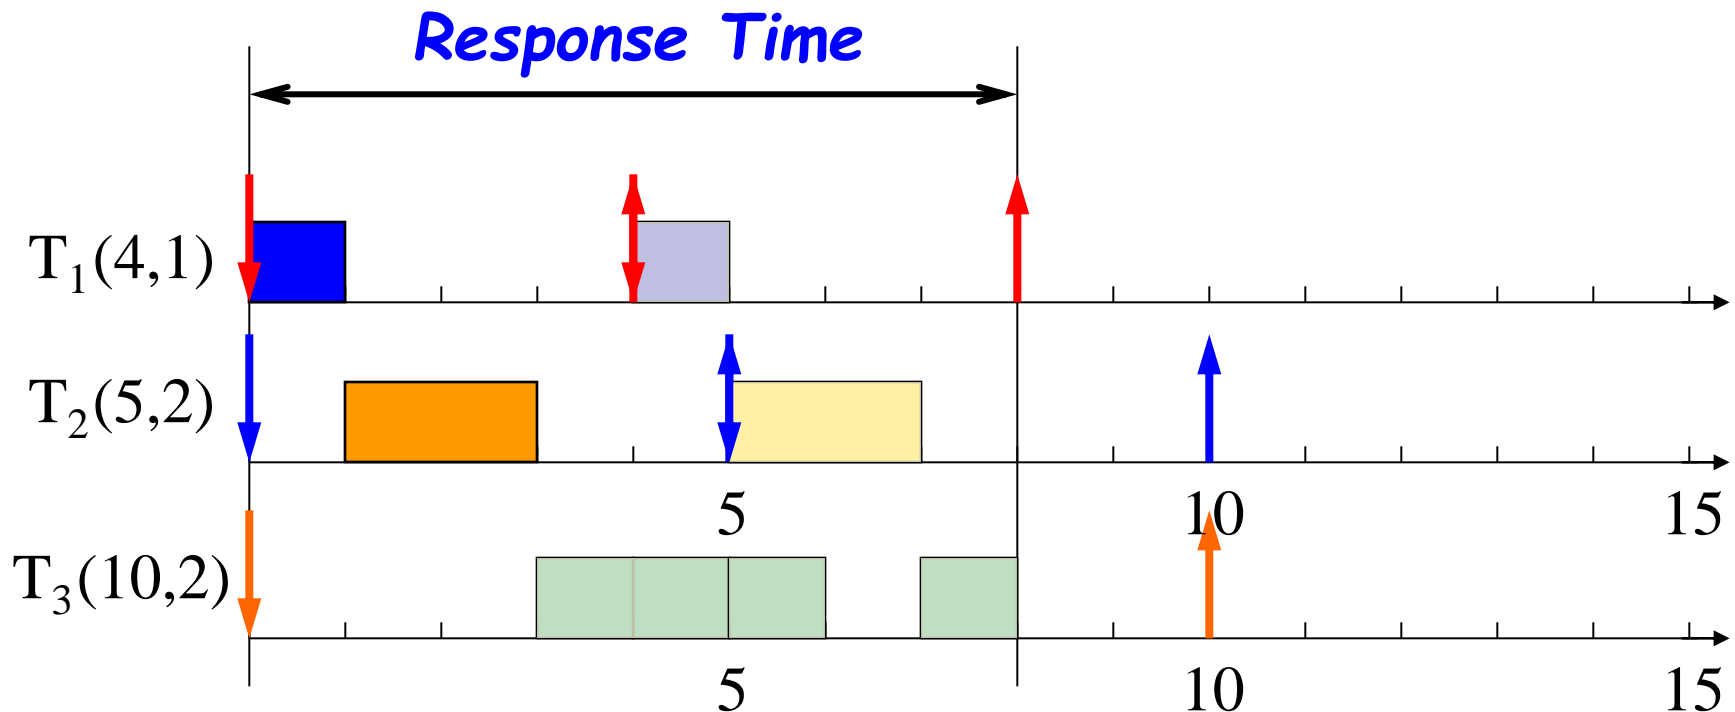 Response Time
T₁(4,1)
T₂(5,2)
5 10 15
T₃(10,2)
5 10 15